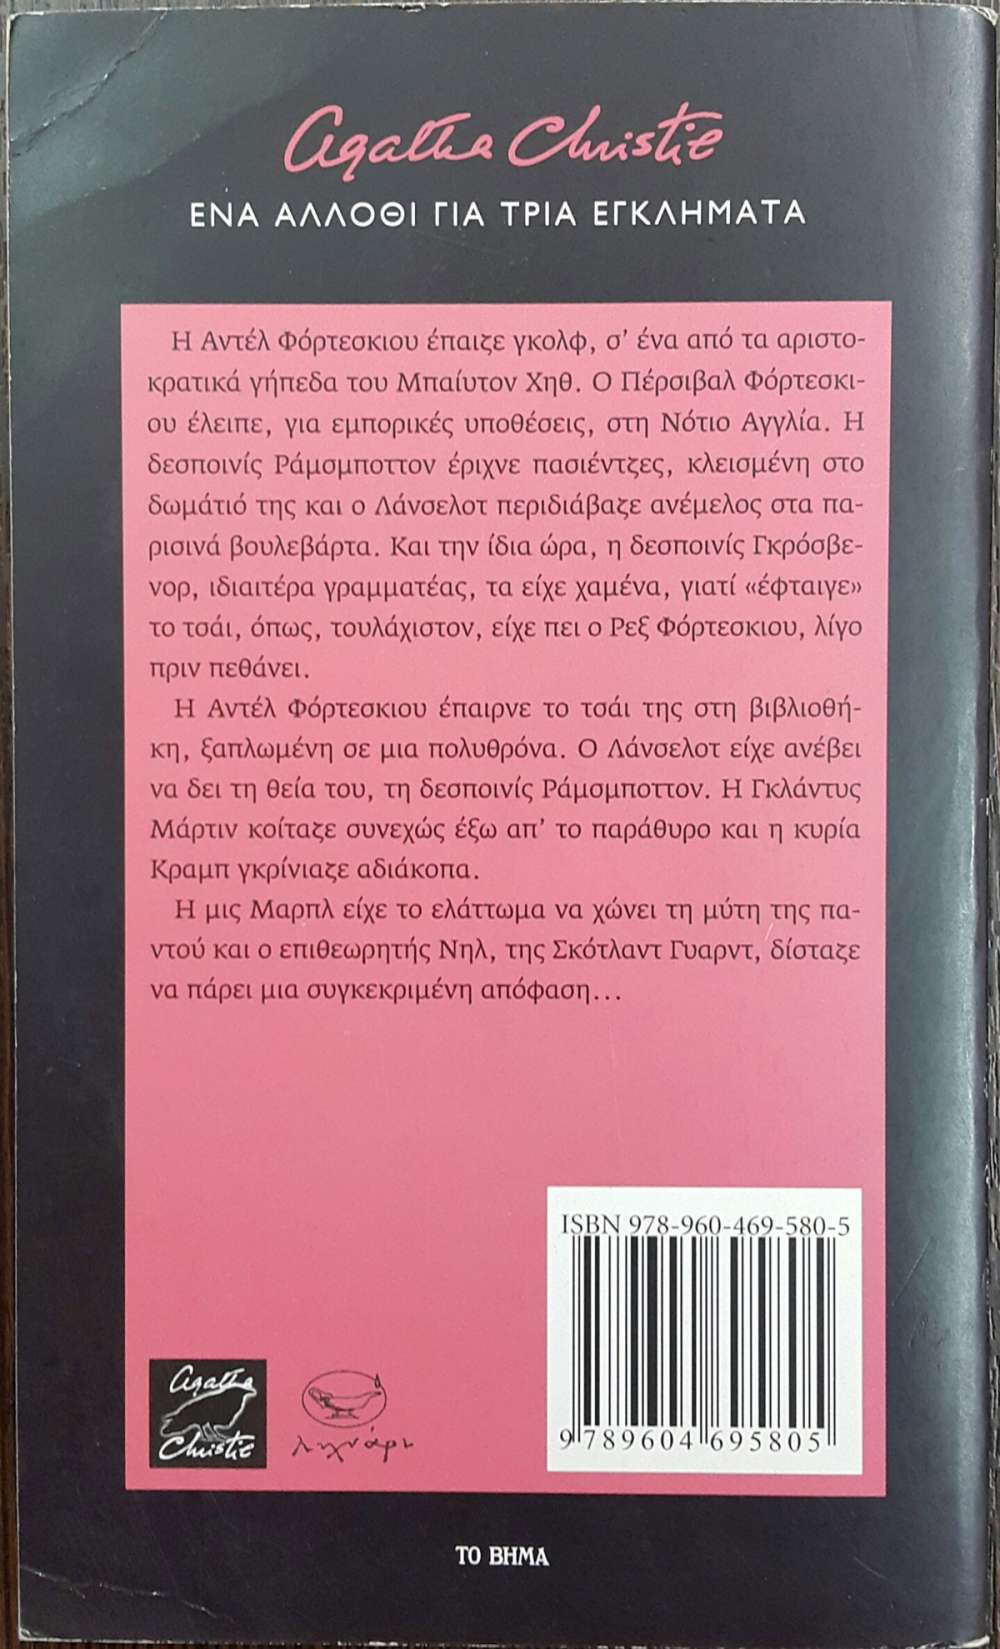 Agatha Christie
ΕΝΑ ΑΛΛΟΘΙ ΓΙΑ ΤΡΙΑ ΕΓΚΛΗΜΑΤΑ
Η Αντέλ Φόρτεσκιου έπαιζε γκολφ, σ’ ένα από τα αριστο-
κρατικά γήπεδα του Μπαίυτον Χηθ. Ο Πέρσιβαλ Φόρτεσκι-
ου έλειπε, για εμπορικές υποθέσεις, στη Νότιο Αγγλία. Η
δεσποινίς Ράμσμποττον έριχνε πασιέντζες, κλεισμένη στο
δωμάτιό της και ο Λάνσελοτ περιδιάβαζε ανέμελος στα πα-
ρισινά βουλεβάρτα. Και την ίδια ώρα, η δεσποινίς Γκρόσβε-
νορ, ιδιαιτέρα γραμματέας, τα είχε χαμένα, γιατί «έφταιγε»
το τσάι, όπως, τουλάχιστον, είχε πει ο Ρεξ Φόρτεσκιου, λίγο
πριν πεθάνει.
Η Αντέλ Φόρτεσκιου έπαιρνε το τσάι της στη βιβλιοθή-
κη, ξαπλωμένη σε μια πολυθρόνα. Ο Λάνσελοτ είχε ανέβει
να δει τη θεία του, τη δεσποινίς Ράμσμποττον. Η Γκλάντυς
Μάρτιν κοίταζε συνεχώς έξω απ’ το παράθυρο και η κυρία
Κραμπ γκρίνιαζε αδιάκοπα.
Η μις Μαρπλ είχε το ελάττωμα να χώνει τη μύτη της πα-
ντού και ο επιθεωρητής Νηλ, της Σκότλαντ Γυαρντ, δίσταζε
να πάρει μια συγκεκριμένη απόφαση...
ISBN 978-960-469-580-5
9 789604 695805
Agatha
Christie
λυχνάρι
ΤΟ ΒΗΜΑ